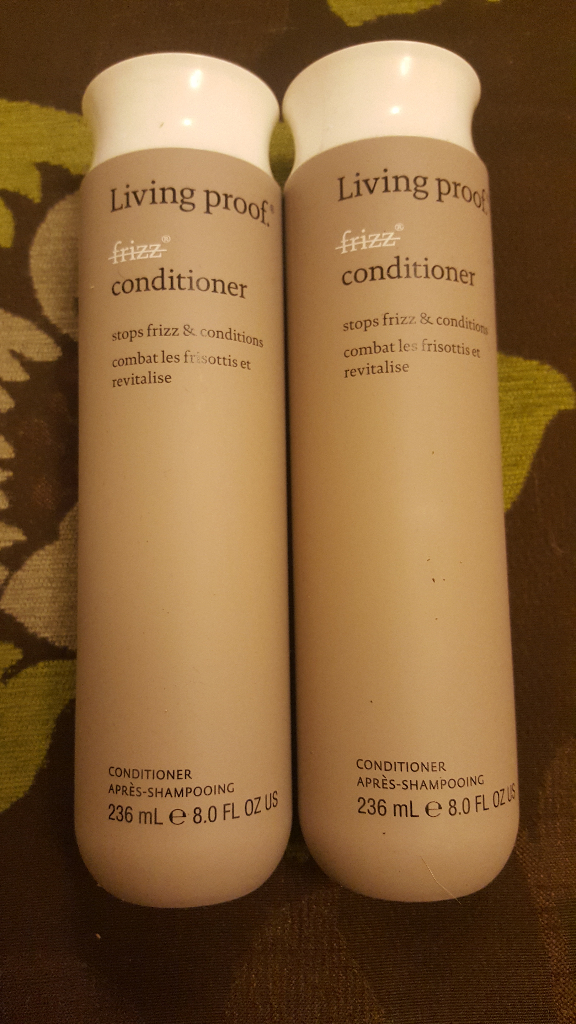 Living proof.®
frizz®
conditioner
stops frizz & conditions
combat les frisottis et
revitalise
CONDITIONER
APRÈS-SHAMPOOING
236 mL ℮ 8.0 FL OZ US
Living proof.
frizz®
conditioner
stops frizz & conditions
combat les frisottis et
revitalise
CONDITIONER
APRÈS-SHAMPOOING
236 mL ℮ 8.0 FL OZ US